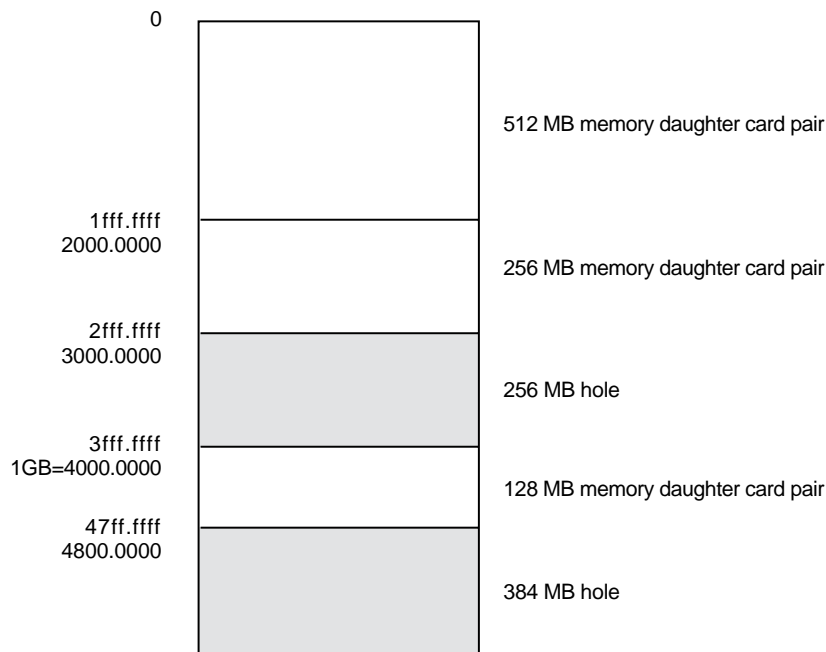 0
512 MB memory daughter card pair
1fff.ffff
2000.0000
256 MB memory daughter card pair
2fff.ffff
3000.0000
256 MB hole
3fff.ffff
1GB=4000.0000
128 MB memory daughter card pair
47ff.ffff
4800.0000
384 MB hole